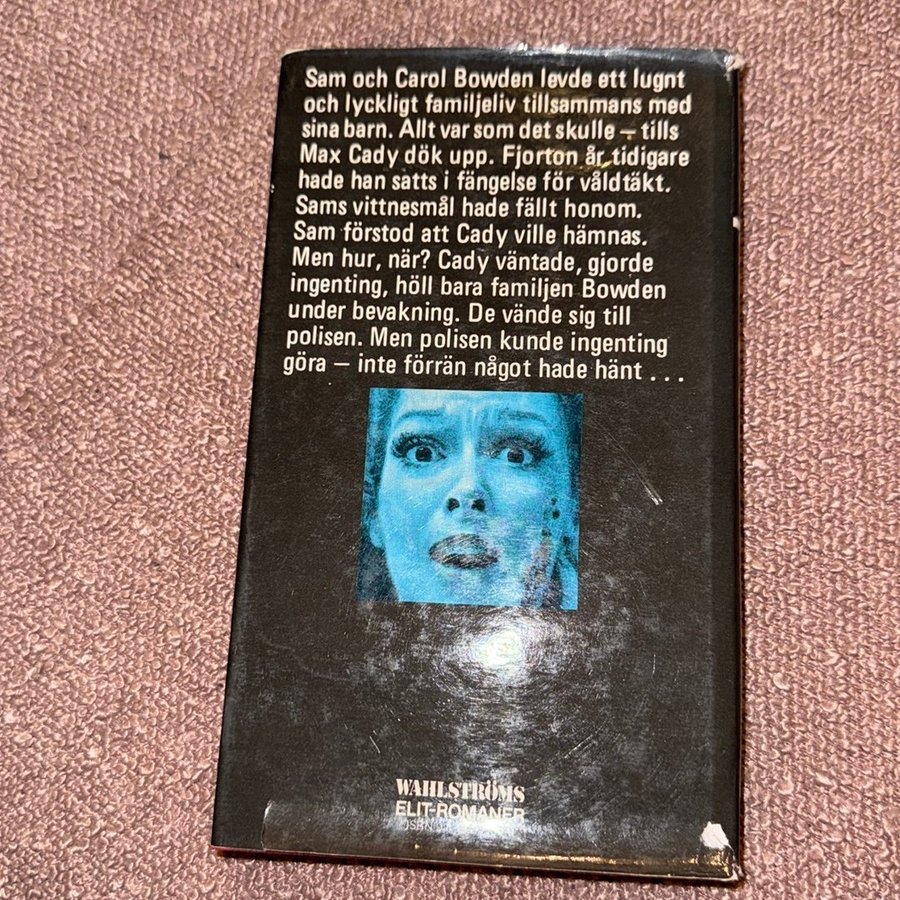 Sam och Carol Bowden levde ett lugnt
och lyckligt familjeliv tillsammans med
sina barn. Allt var som det skulle – tills
Max Cady dök upp. Fjorton år tidigare
hade han satts i fängelse för våldtäkt.
Sams vittnesmål hade fällt honom.
Sam förstod att Cady ville hämnas.
Men hur, när? Cady väntade, gjorde
ingenting, höll bara familjen Bowden
under bevakning. De vände sig till
polisen. Men polisen kunde ingenting
göra – inte förrän något hade hänt . . .
WAHLSTRÖMS
ELIT-ROMANER
ISBN